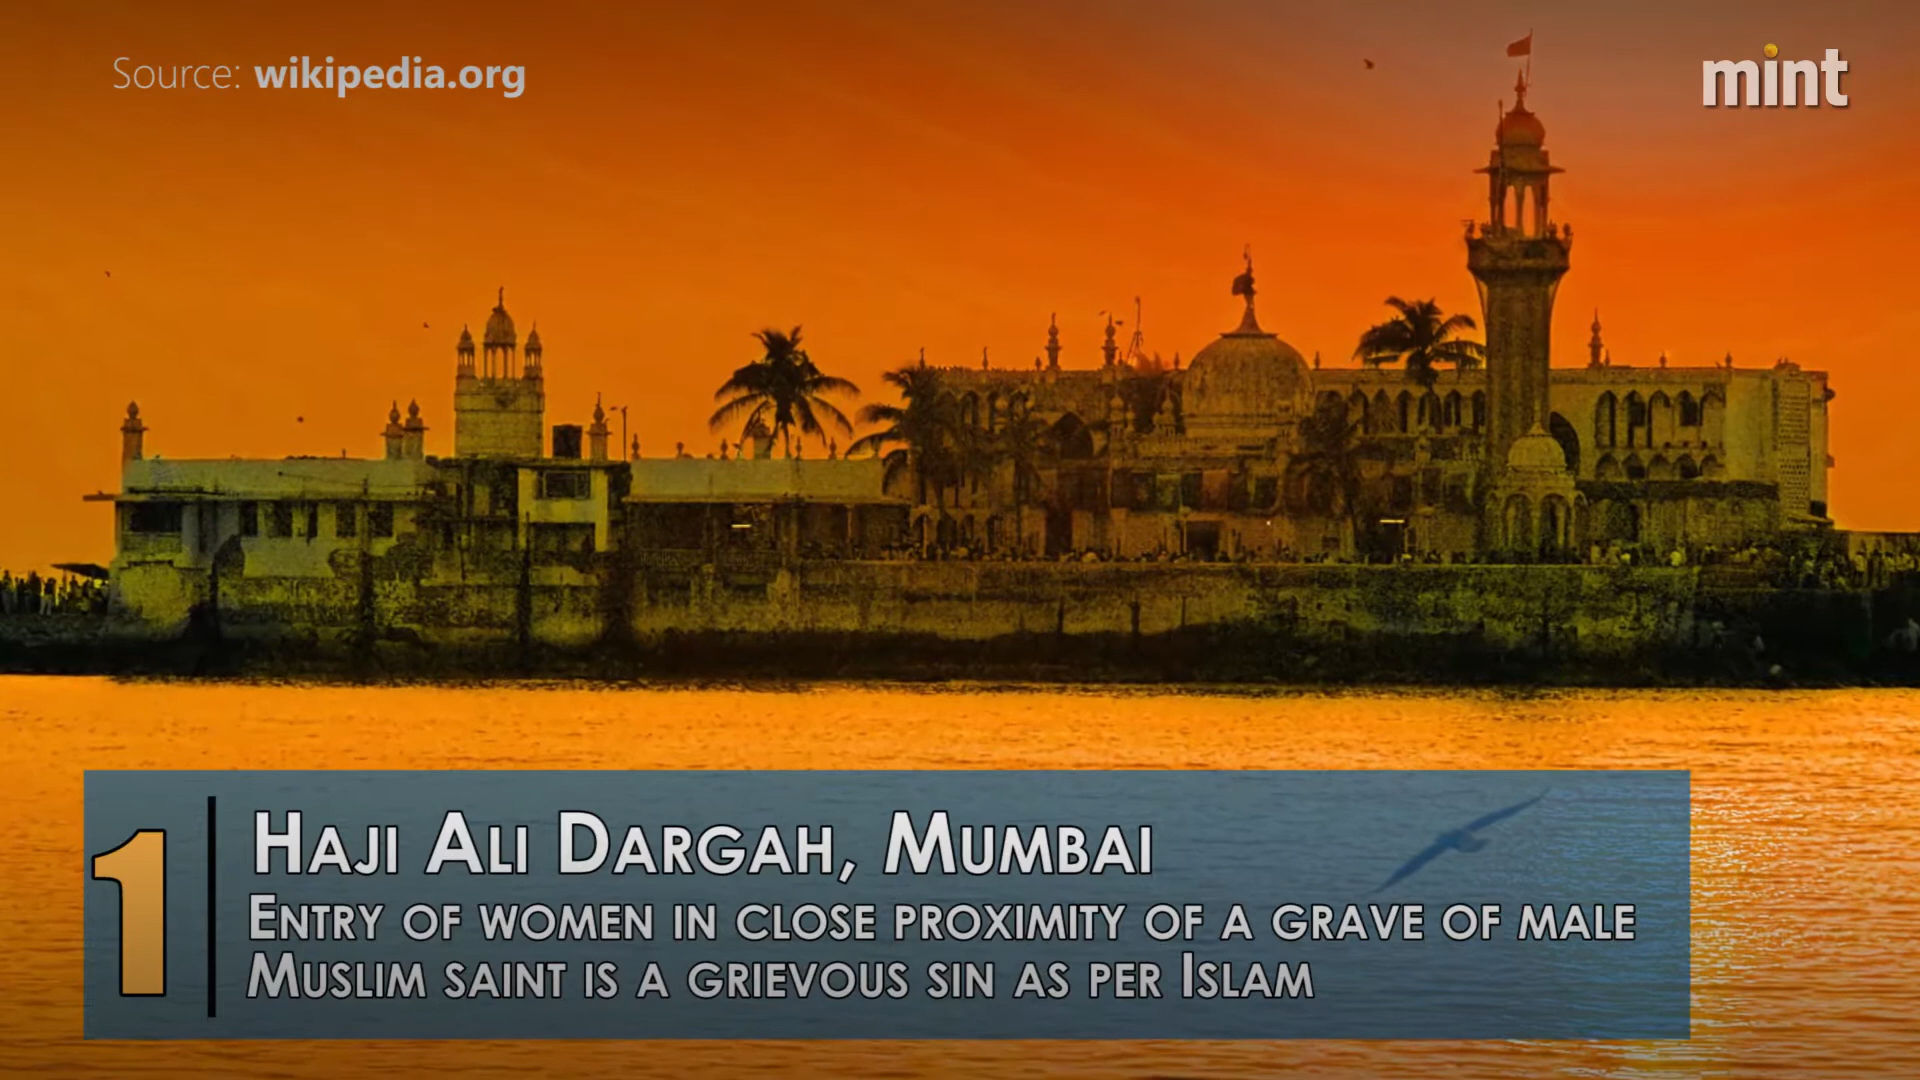 Source: wikipedia.org
mint
1
Haji Ali Dargah, Mumbai
Entry of women in close proximity of a grave of male
Muslim saint is a grievous sin as per Islam